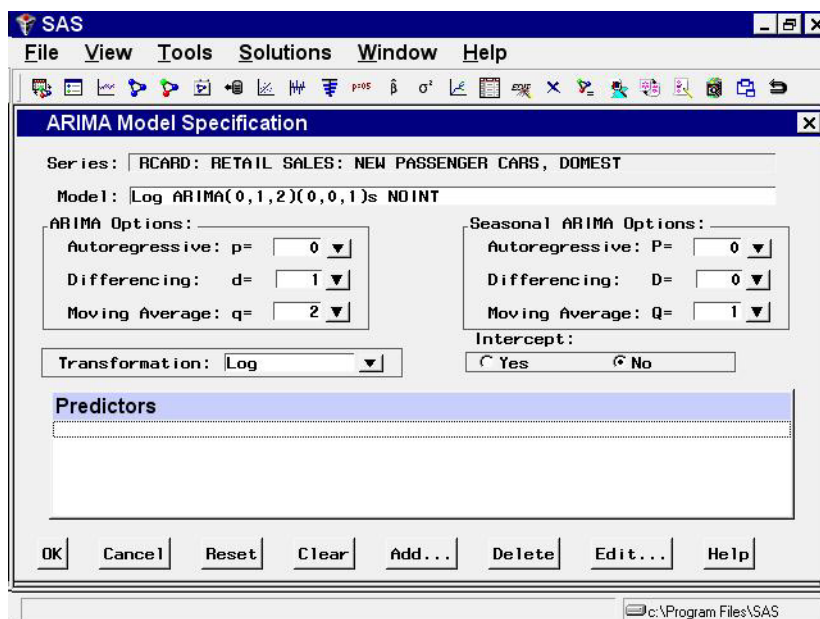 SAS
File View Tools Solutions Window Help
p=05 β̂ σ²
ARIMA Model Specification
Series: RCARD: RETAIL SALES: NEW PASSENGER CARS, DOMEST
Model: Log ARIMA(0,1,2)(0,0,1)s NOINT
ARIMA Options:
Autoregressive: p= 0
Differencing: d= 1
Moving Average: q= 2
Seasonal ARIMA Options:
Autoregressive: P= 0
Differencing: D= 0
Moving Average: Q= 1
Transformation: Log
Intercept:
Yes No
Predictors
OK Cancel Reset Clear Add... Delete Edit... Help
c:\Program Files\SAS